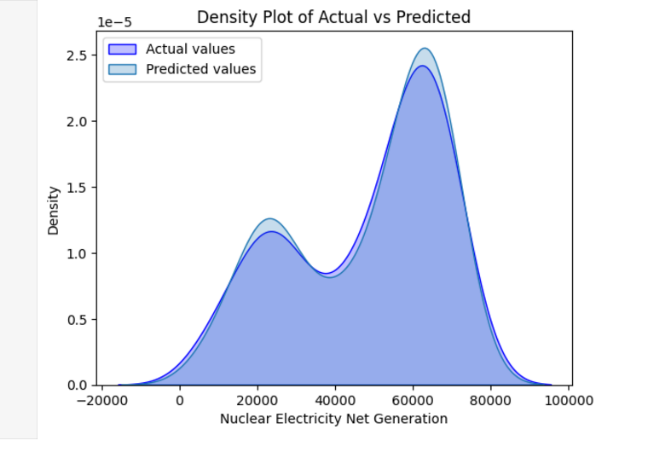 Density Plot of Actual vs Predicted
1e−5
Actual values
Predicted values
2.5
2.0
1.5
1.0
0.5
0.0
Density
−20000 0 20000 40000 60000 80000 100000
Nuclear Electricity Net Generation